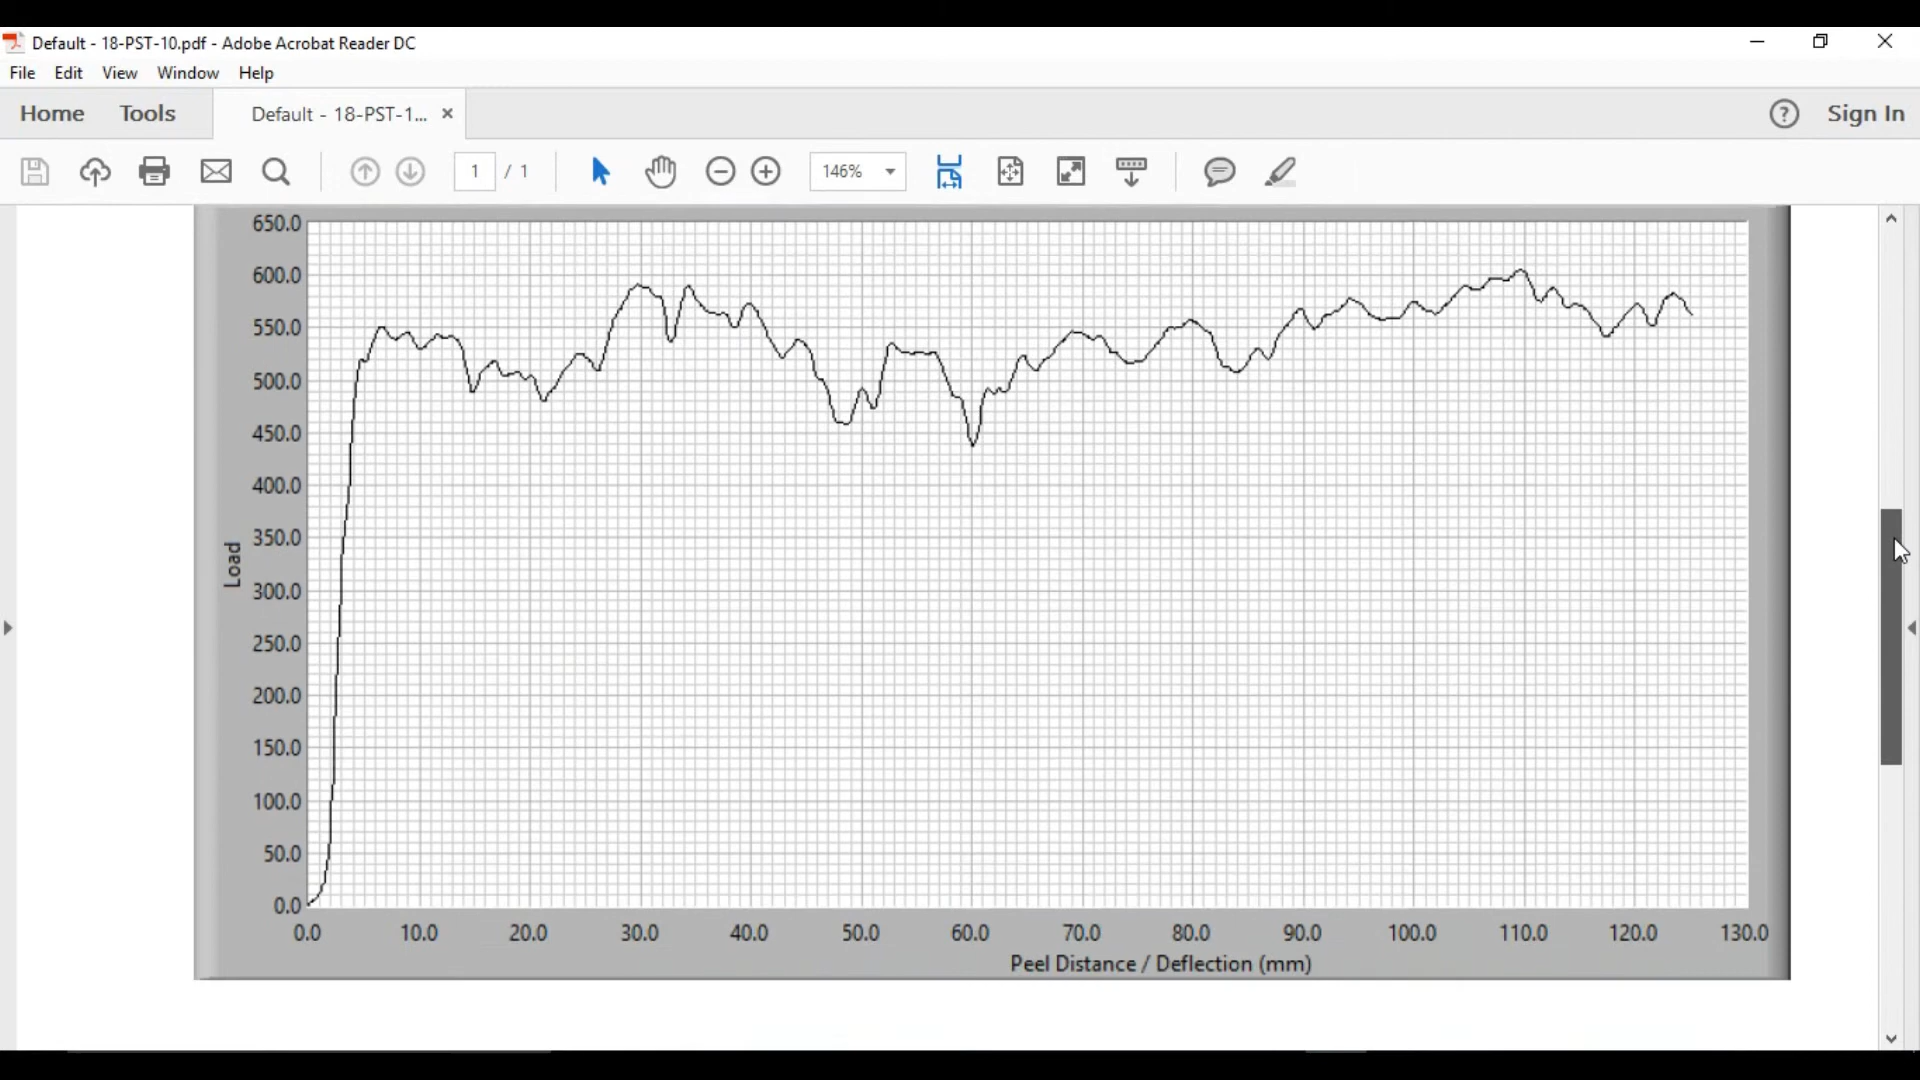 Default - 18-PST-10.pdf - Adobe Acrobat Reader DC
File Edit View Window Help
Home Tools Default - 18-PST-1... × ? Sign In
1 / 1 146%
650.0
600.0
550.0
500.0
450.0
400.0
350.0
300.0
250.0
200.0
150.0
100.0
50.0
0.0
Load
0.0 10.0 20.0 30.0 40.0 50.0 60.0 70.0 80.0 90.0 100.0 110.0 120.0 130.0
Peel Distance / Deflection (mm)